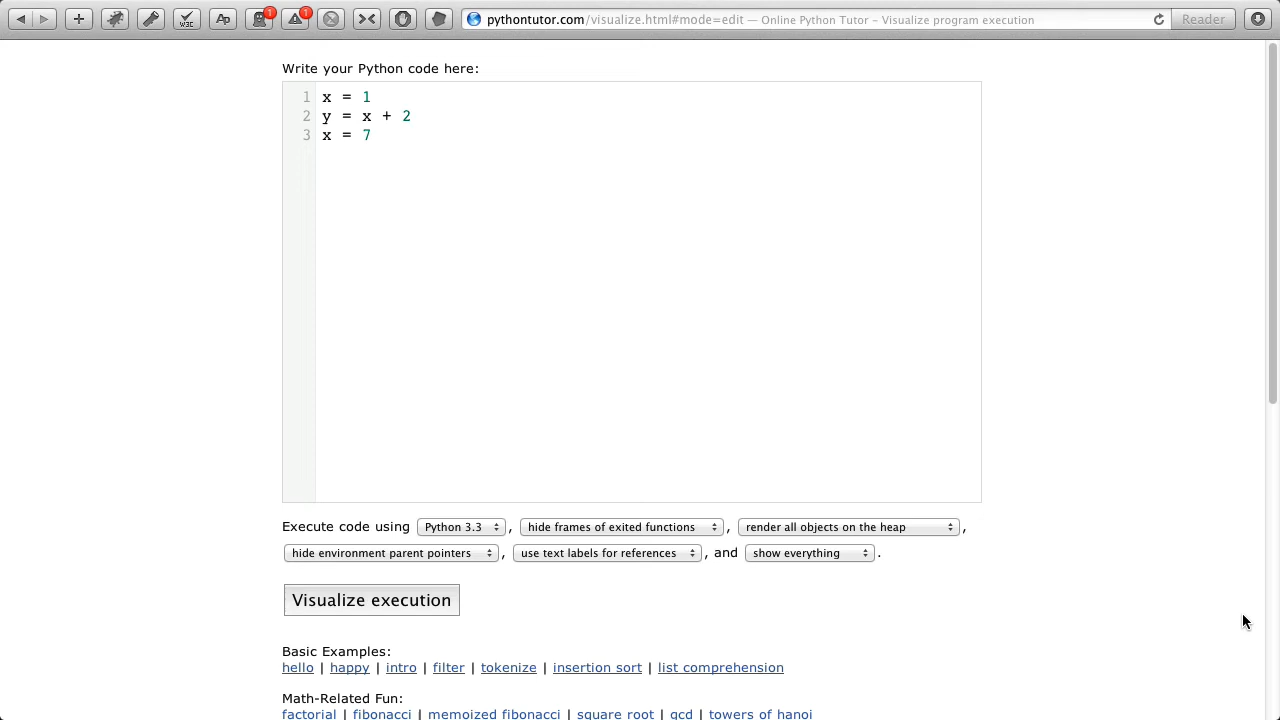 W3C Ap 1 1 pythontutor.com/visualize.html#mode=edit — Online Python Tutor – Visualize program execution Reader
Write your Python code here:
1 x = 1
2 y = x + 2
3 x = 7
Execute code using Python 3.3 , hide frames of exited functions , render all objects on the heap ,
hide environment parent pointers , use text labels for references , and show everything .
Visualize execution
Basic Examples:
hello | happy | intro | filter | tokenize | insertion sort | list comprehension
Math-Related Fun:
factorial | fibonacci | memoized fibonacci | square root | gcd | towers of hanoi